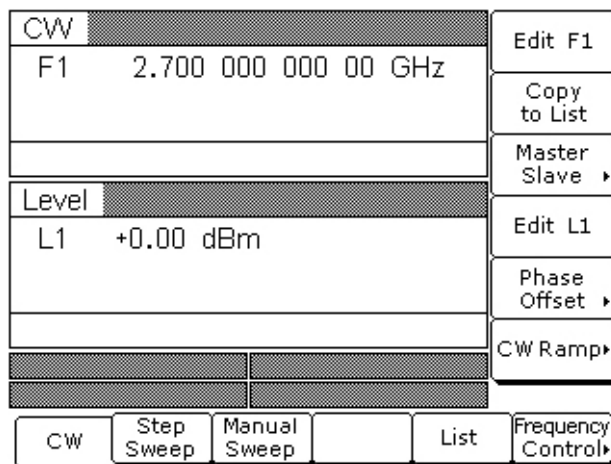 CW
F1 2.700 000 000 00 GHz
Level
L1 +0.00 dBm
Edit F1
Copy
to List
Master
Slave
Edit L1
Phase
Offset
CW Ramp
CW
Step
Sweep
Manual
Sweep
List
Frequency
Control